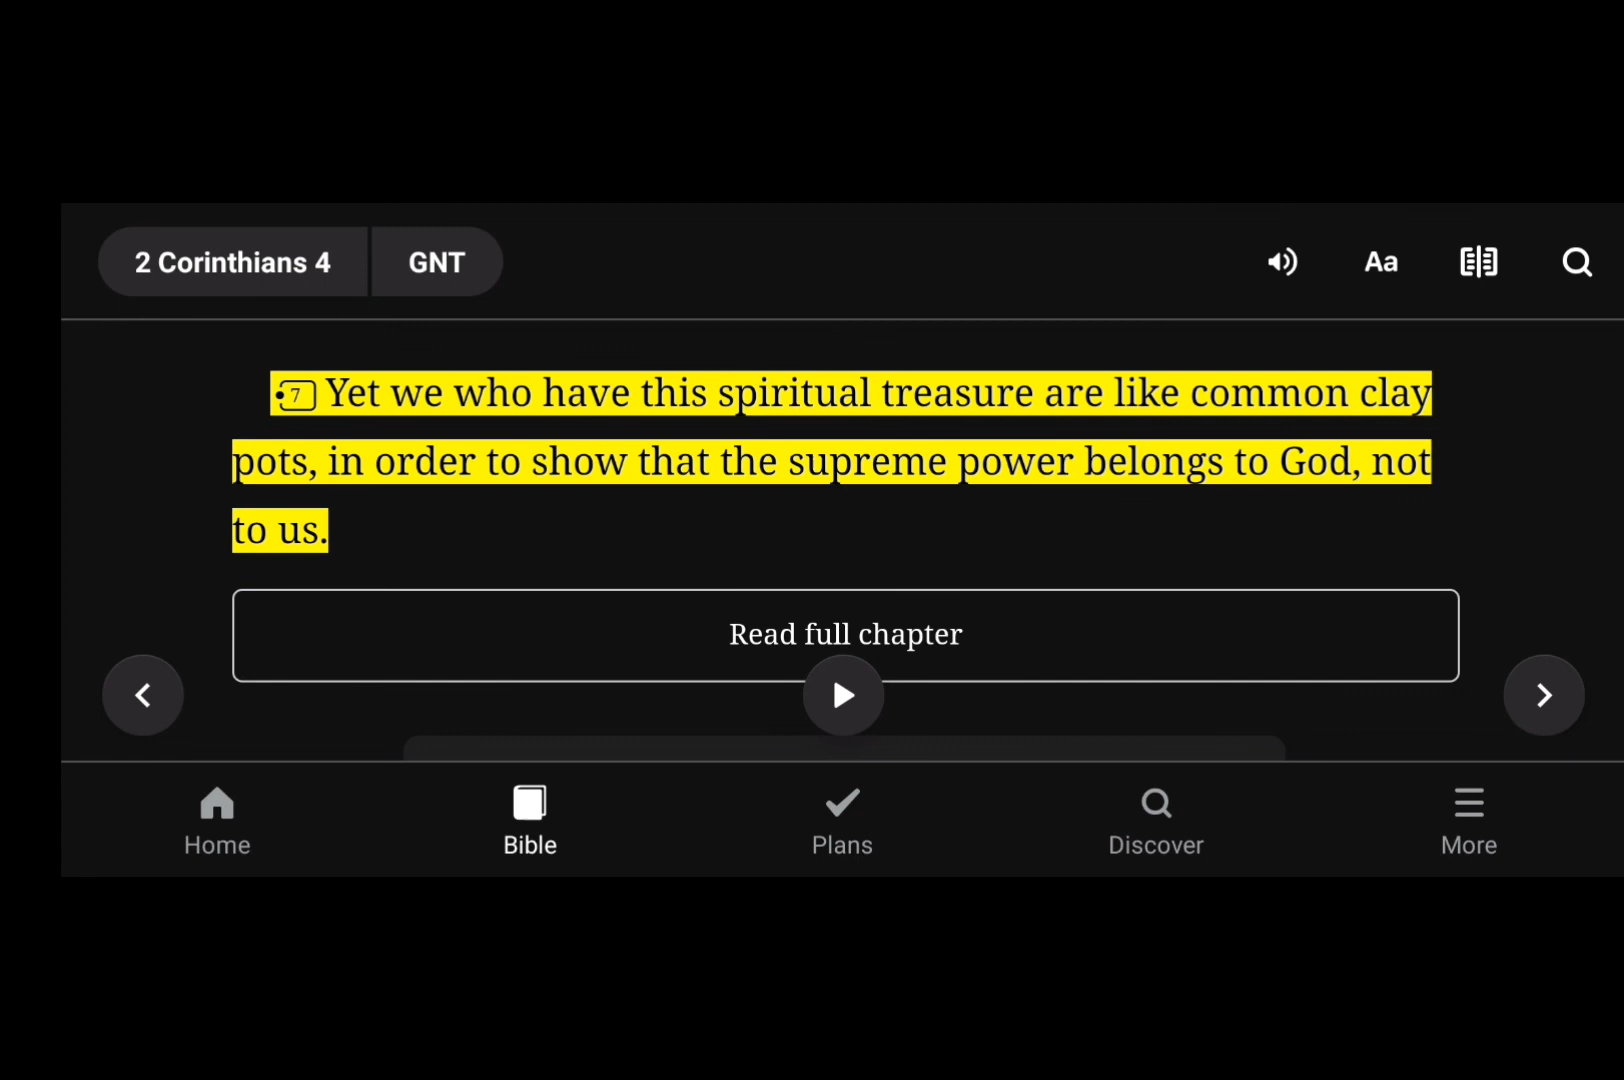 2 Corinthians 4 GNT Aa
7 Yet we who have this spiritual treasure are like common clay
pots, in order to show that the supreme power belongs to God, not
to us.
Read full chapter
Home Bible Plans Discover More